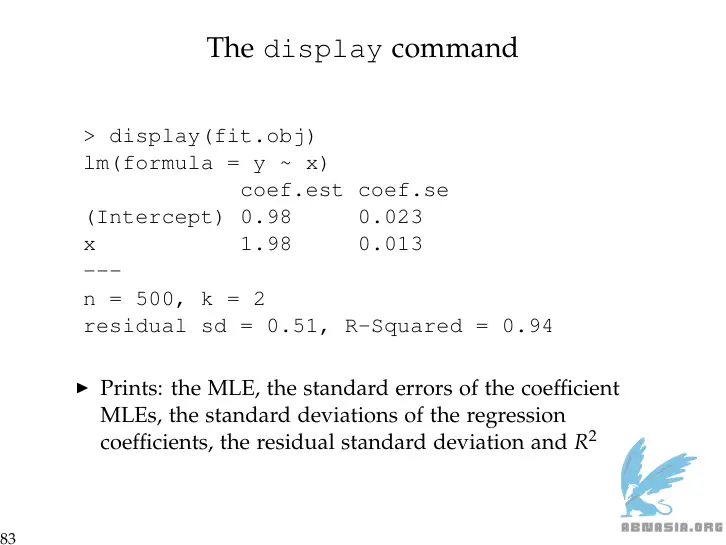 The display command
> display(fit.obj)
lm(formula = y ~ x)
coef.est coef.se
(Intercept) 0.98 0.023
x 1.98 0.013
---
n = 500, k = 2
residual sd = 0.51, R-Squared = 0.94
▶ Prints: the MLE, the standard errors of the coefficient
MLEs, the standard deviations of the regression
coefficients, the residual standard deviation and R²
ABNASIA.ORG
83